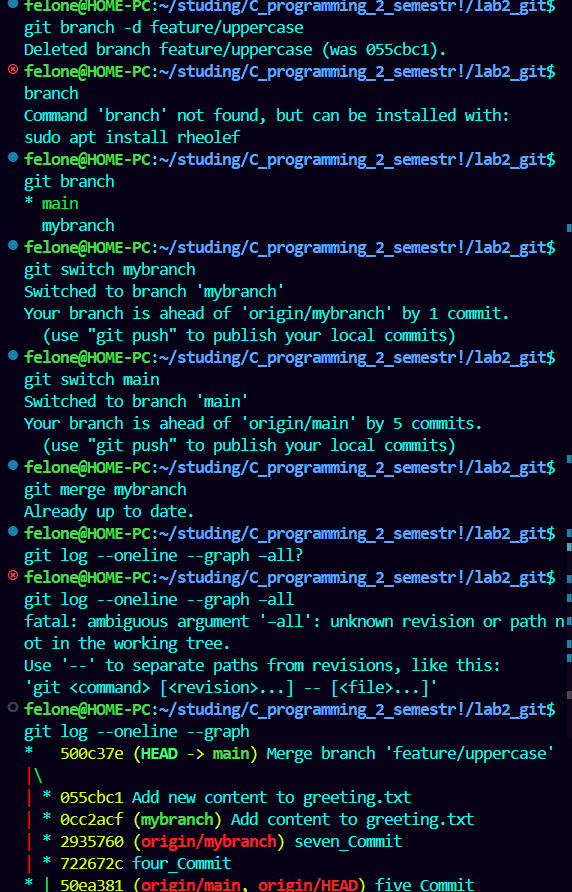 felone@HOME-PC:~/studing/C_programming_2_semestr!/lab2_git$
git branch -d feature/uppercase
Deleted branch feature/uppercase (was 055cbc1).
felone@HOME-PC:~/studing/C_programming_2_semestr!/lab2_git$
branch
Command 'branch' not found, but can be installed with:
sudo apt install rheolef
felone@HOME-PC:~/studing/C_programming_2_semestr!/lab2_git$
git branch
* main
  mybranch
felone@HOME-PC:~/studing/C_programming_2_semestr!/lab2_git$
git switch mybranch
Switched to branch 'mybranch'
Your branch is ahead of 'origin/mybranch' by 1 commit.
  (use "git push" to publish your local commits)
felone@HOME-PC:~/studing/C_programming_2_semestr!/lab2_git$
git switch main
Switched to branch 'main'
Your branch is ahead of 'origin/main' by 5 commits.
  (use "git push" to publish your local commits)
felone@HOME-PC:~/studing/C_programming_2_semestr!/lab2_git$
git merge mybranch
Already up to date.
felone@HOME-PC:~/studing/C_programming_2_semestr!/lab2_git$
git log --oneline --graph –all?
felone@HOME-PC:~/studing/C_programming_2_semestr!/lab2_git$
git log --oneline --graph –all
fatal: ambiguous argument '–all': unknown revision or path n
ot in the working tree.
Use '--' to separate paths from revisions, like this:
'git <command> [<revision>...] -- [<file>...]'
felone@HOME-PC:~/studing/C_programming_2_semestr!/lab2_git$
git log --oneline --graph
*   500c37e (HEAD -> main) Merge branch 'feature/uppercase'
|\
| * 055cbc1 Add new content to greeting.txt
| * 0cc2acf (mybranch) Add content to greeting.txt
| * 2935760 (origin/mybranch) seven_Commit
| * 722672c four_Commit
* | 50ea381 (origin/main, origin/HEAD) five_Commit